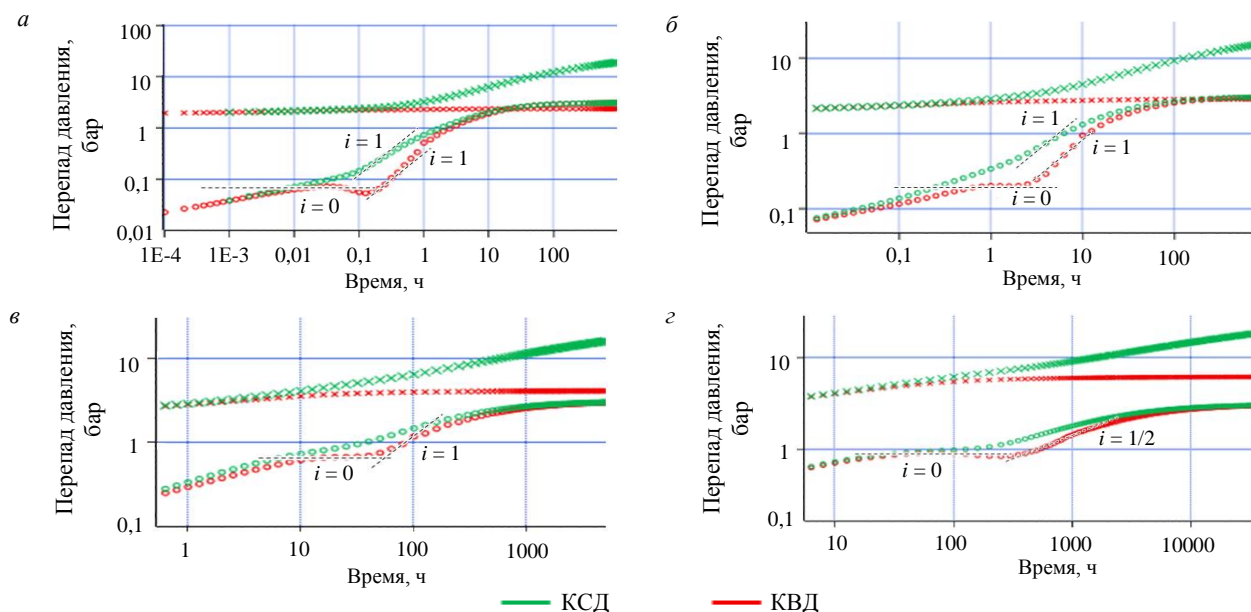 а
Перепад давления,
бар
100
10
1
0,1
0,01
i = 1
i = 1
i = 0
1E-4 1E-3 0,01 0,1 1 10 100
Время, ч
б
Перепад давления,
бар
10
1
0,1
i = 1
i = 1
i = 0
0,1 1 10 100
Время, ч
в
Перепад давления,
бар
10
1
0,1
i = 0
i = 1
1 10 100 1000
Время, ч
г
Перепад давления,
бар
10
1
0,1
i = 0
i = 1/2
10 100 1000 10000
Время, ч
КСД КВД